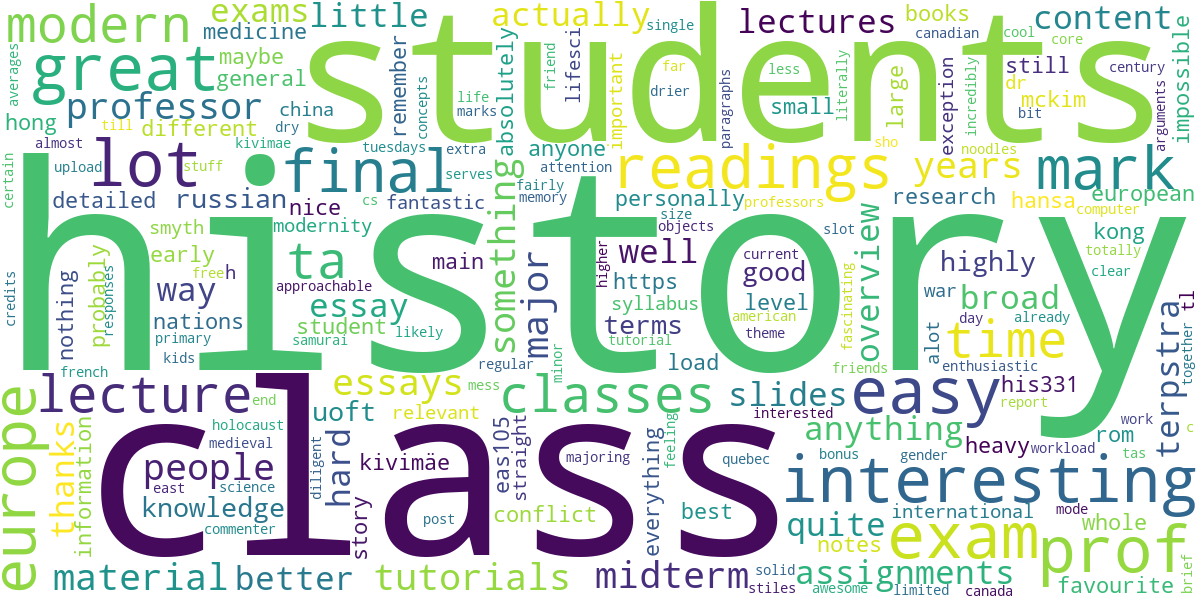 modern
exams
little
actually
lectures
books
content
medicine
canadian
single
cool
core
averages
great
maybe
general
students
friend
lifesci
important
far
less
literally
still
century
impossible
professor
china
remember
concepts
life
marks
absolutely
drier
paragraphs
small
large
exception
dr
mckim
incredibly
bit
arguments
hong
till
different
dry
almost
kivimae
tuesdays
extra
anyone
sho
noodles
certain
upload
stuff
lot
final
serves
attention
readings
years
mark
detailed
russian
cs
fantastic
fairly
memory
personally
professors
research
hansa
computer
european
nice
modernity
something
size
objects
slot
kong
totally
clear
history
smyth
early
probably
free
responses
h
ta
main
approachable
well
higher
current
good
overview
highly
credits
nothing
way
essay
https
syllabus
level
war
broad
terpstra
tl
nations
student
samurai
likely
major
terms
american
fascinating
alot
day
already
primary
kids
tutorial
theme
load
time
together
french
regular
minor
friends
enthusiastic
europe
lecture
end
essays
mess
classes
slides
easy
his331
report
thanks
information
holocaust
uoft
relevant
interested
work
c
medieval
class
hard
eas105
straight
everything
feeling
anything
bonus
gender
heavy
workload
rom
tas
people
east
science
diligent
kivimäe
majoring
quebec
interesting
knowledge
commenter
story
post
conflict
best
quite
international
mode
whole
notes
exam
prof
material
better
tutorials
midterm
solid
stiles
assignments
awesome
limited
canada
favourite
brief